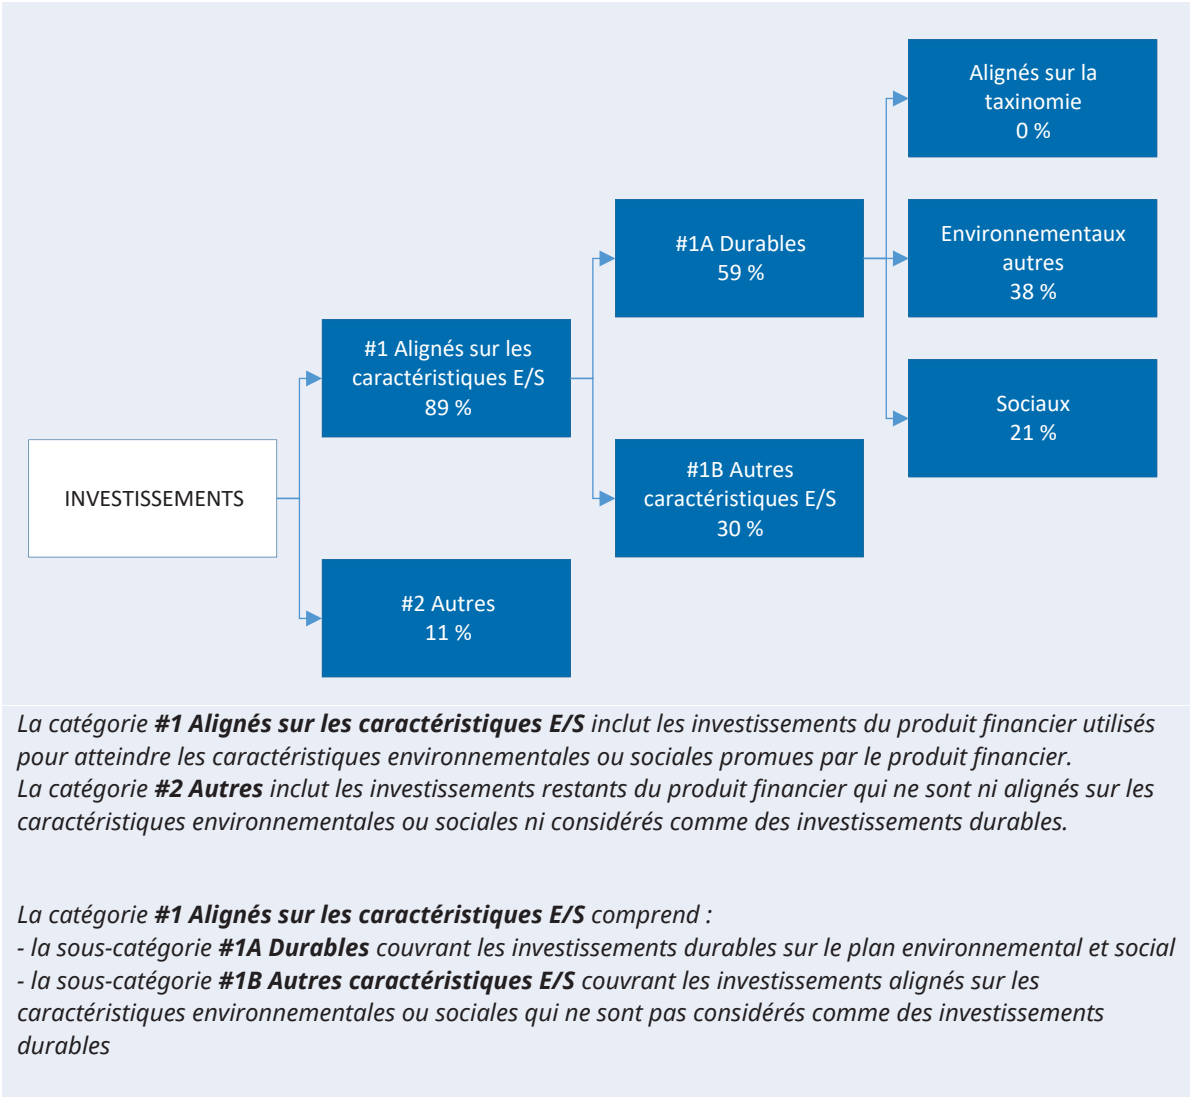 Alignés sur la
taxinomie
0 %
#1A Durables
59 %
Environnementaux
autres
38 %
#1 Alignés sur les
caractéristiques E/S
89 %
Sociaux
21 %
INVESTISSEMENTS
#1B Autres
caractéristiques E/S
30 %
#2 Autres
11 %
La catégorie #1 Alignés sur les caractéristiques E/S inclut les investissements du produit financier utilisés
pour atteindre les caractéristiques environnementales ou sociales promues par le produit financier.
La catégorie #2 Autres inclut les investissements restants du produit financier qui ne sont ni alignés sur les
caractéristiques environnementales ou sociales ni considérés comme des investissements durables.
La catégorie #1 Alignés sur les caractéristiques E/S comprend :
- la sous-catégorie #1A Durables couvrant les investissements durables sur le plan environnemental et social
- la sous-catégorie #1B Autres caractéristiques E/S couvrant les investissements alignés sur les
caractéristiques environnementales ou sociales qui ne sont pas considérés comme des investissements
durables